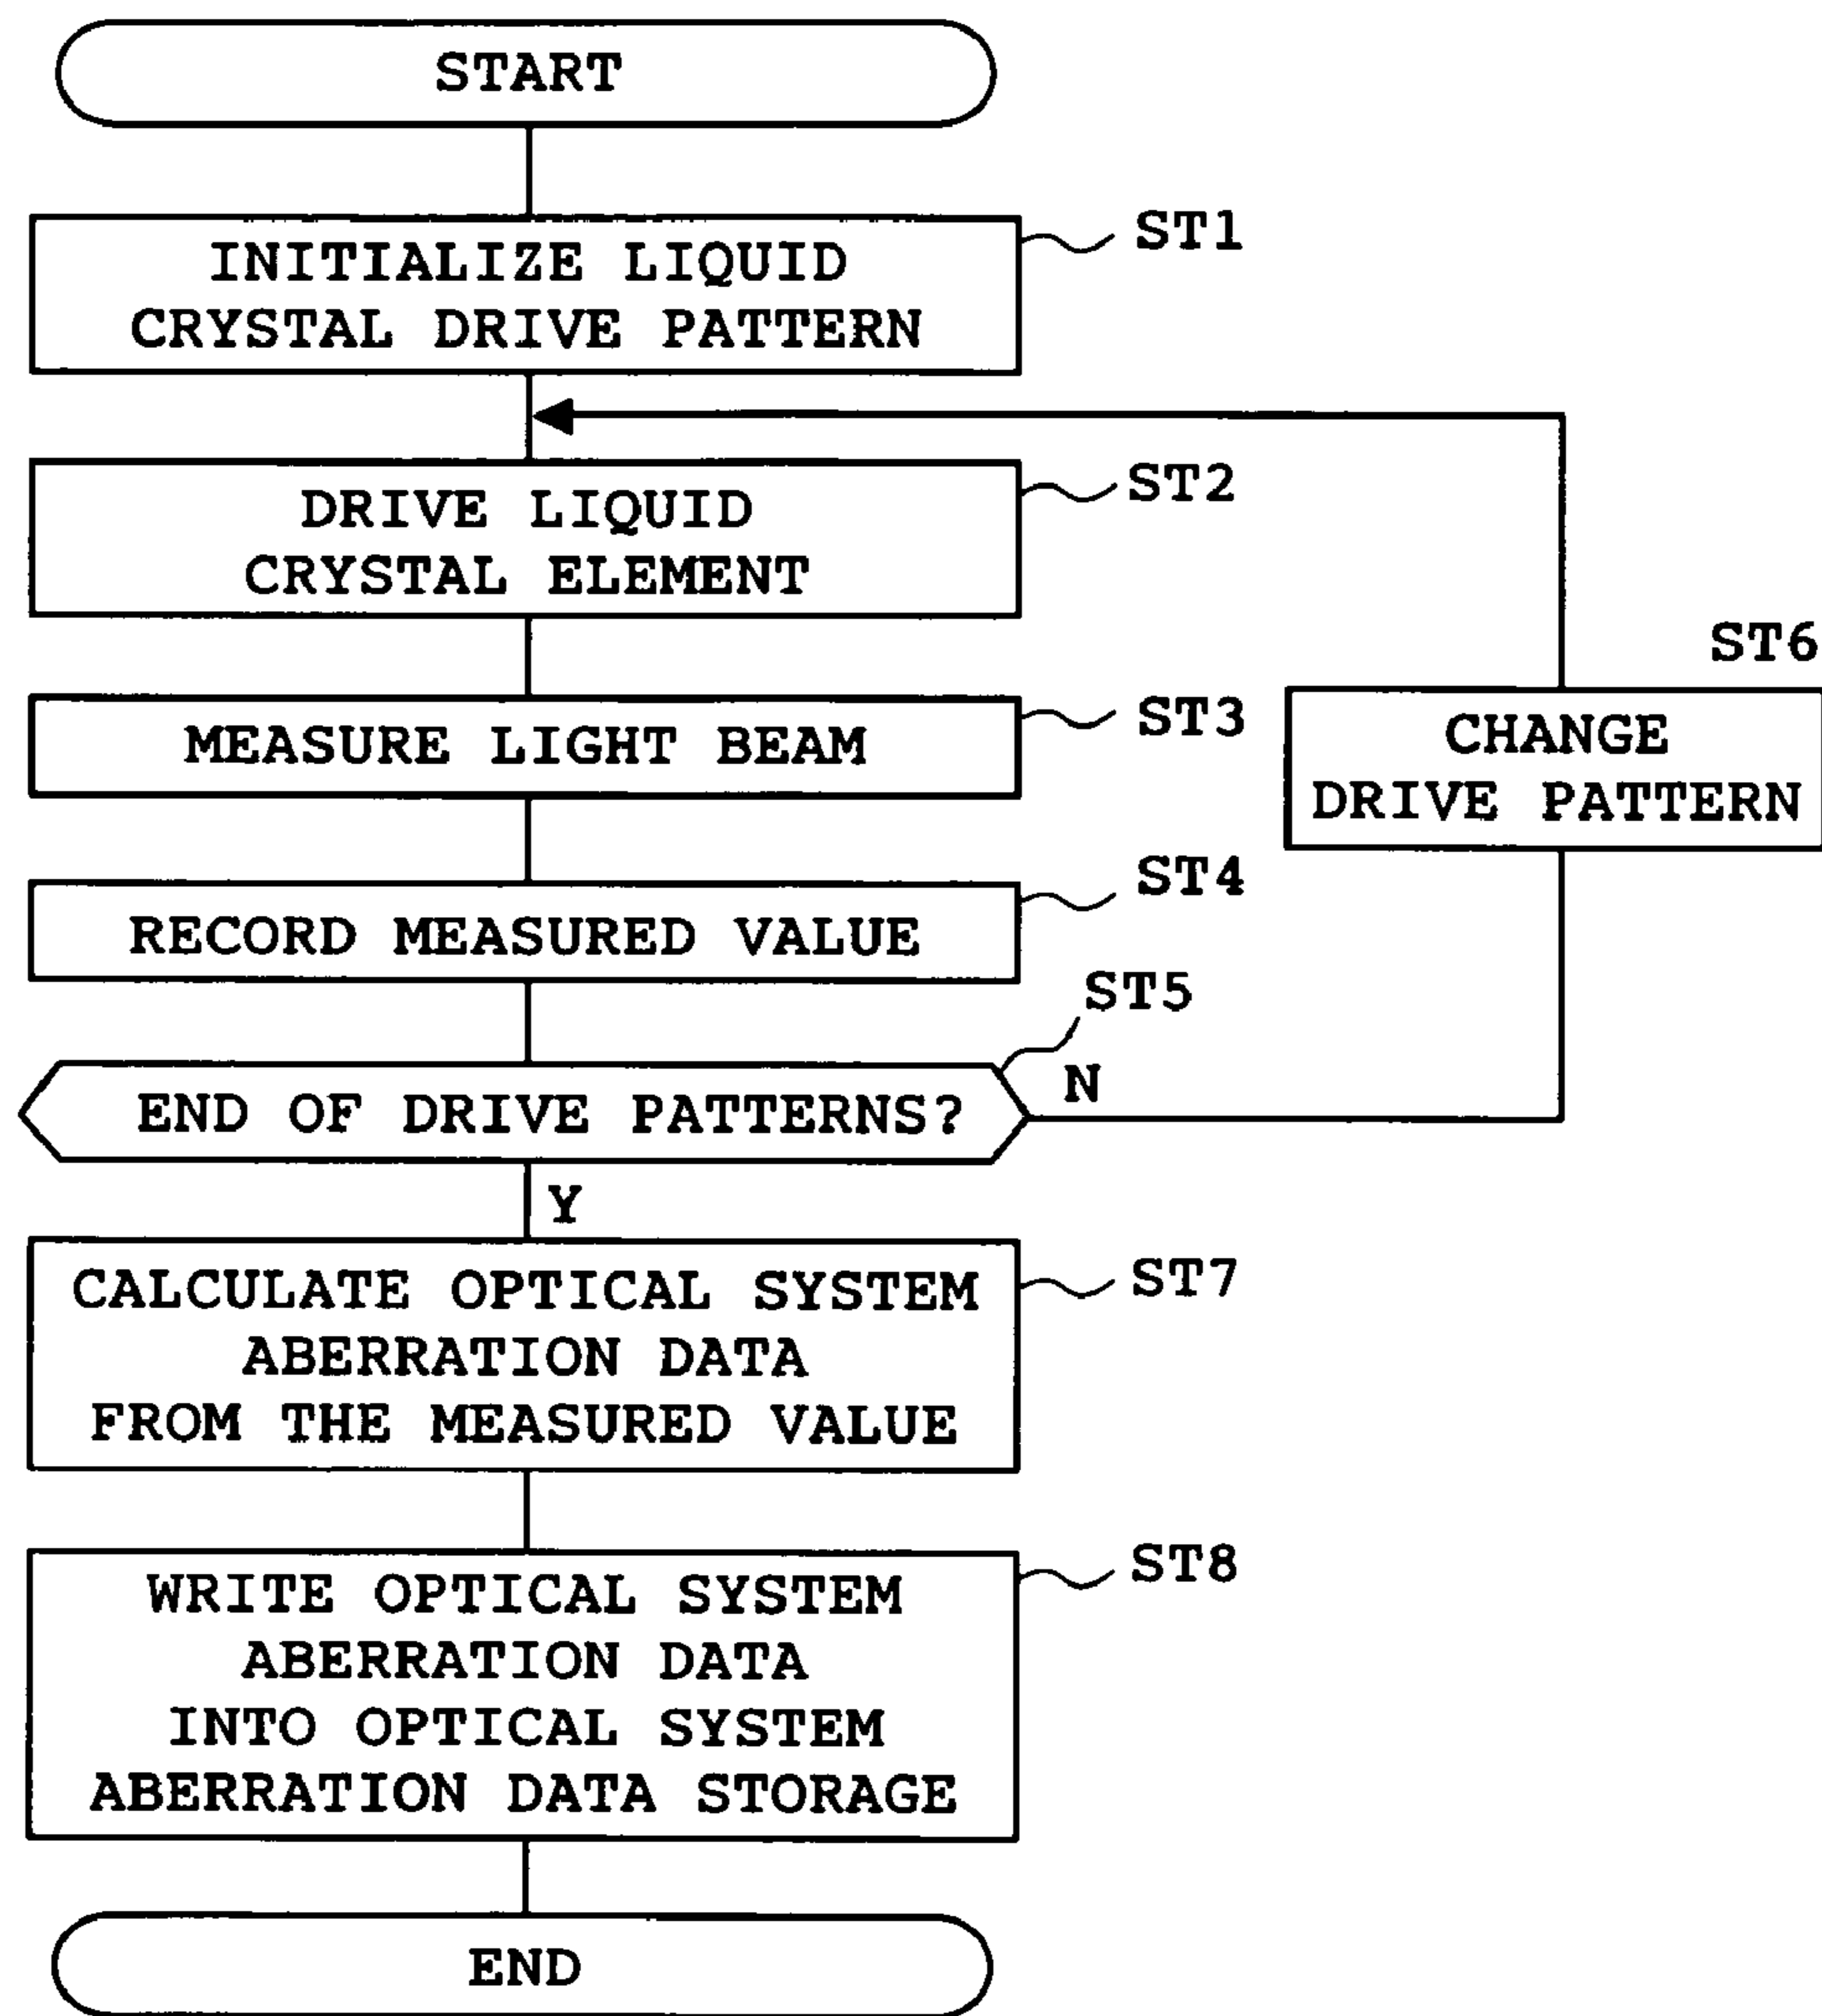 START
INITIALIZE LIQUID
CRYSTAL DRIVE PATTERN
ST1
DRIVE LIQUID
CRYSTAL ELEMENT
ST2
MEASURE LIGHT BEAM
ST3
ST6
CHANGE
DRIVE PATTERN
RECORD MEASURED VALUE
ST4
END OF DRIVE PATTERNS?
ST5
N
Y
CALCULATE OPTICAL SYSTEM
ABERRATION DATA
FROM THE MEASURED VALUE
ST7
WRITE OPTICAL SYSTEM
ABERRATION DATA
INTO OPTICAL SYSTEM
ABERRATION DATA STORAGE
ST8
END